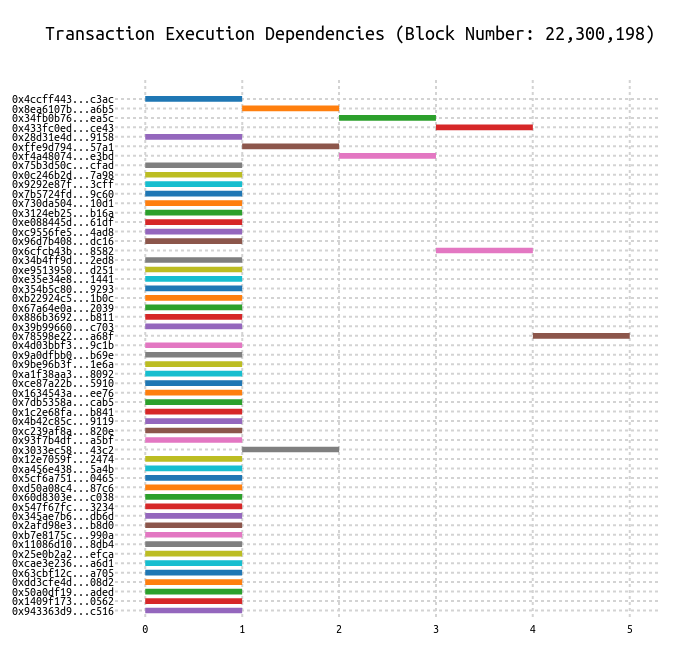 Transaction Execution Dependencies (Block Number: 22,300,198)
0x4ccff443...c3ac
0x8ea6107b...a6b5
0x34fb0b76...ea5c
0x433fc0ed...ce43
0x28d31e4d...9158
0xffe9d794...57a1
0xf4a48074...e3bd
0x75b3d50c...cfad
0x0c246b2d...7a98
0x9292e87f...3cff
0x7b5724fd...9c60
0x730da504...10d1
0x3124eb25...b16a
0xe088445d...61df
0xc9556fe5...4ad8
0x96d7b408...dc16
0x6cfcb43b...8582
0x34b4ff9d...2ed8
0xe9513950...d251
0xe35e34e8...1441
0x354b5c80...9293
0xb22924c5...1b0c
0x67a64e0a...2039
0x886b3692...b811
0x39b99660...c703
0x78598e22...a68f
0x4d03bbf3...9c1b
0x9a0dfbb0...b69e
0x9be96b3f...1e6a
0xa1f38aa3...8092
0xce87a22b...5910
0x1634543a...ee76
0x7db5358a...cab5
0x1c2e68fa...b841
0x4b42c85c...9119
0xc239af8a...820e
0x93f7b4df...a5bf
0x3033ec58...43c2
0x12e7059f...2474
0xa456e438...5a4b
0x5cf6a751...0465
0xd50a08c4...87c6
0x60d8303e...c038
0x547f67fc...3234
0x345ae7b6...db6d
0x2afd98e3...b8d0
0xb7e8175c...990a
0x11086d10...8db4
0x25e0b2a2...efca
0xcae3e236...a6d1
0x63cbf12c...a705
0xdd3cfe4d...08d2
0x50a0df19...aded
0x1409f173...0562
0x943363d9...c516
0 1 2 3 4 5